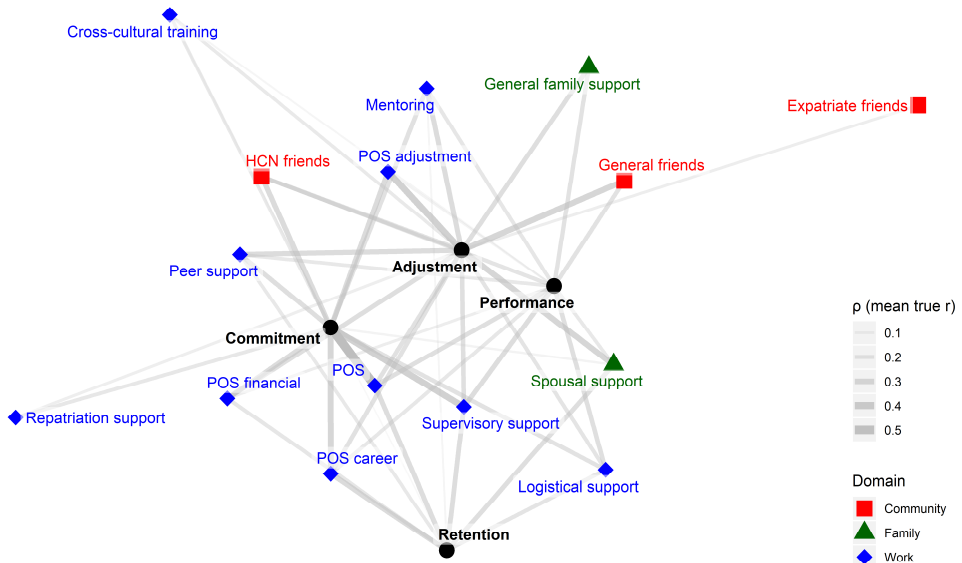 Cross-cultural training
General family support
Mentoring
Expatriate friends
POS adjustment
HCN friends
General friends
Peer support
Adjustment
Performance
ρ (mean true r)
0.1
0.2
0.3
0.4
0.5
Commitment
POS
POS financial
Spousal support
Repatriation support
Supervisory support
POS career
Logistical support
Retention
Domain
Community
Family
Work